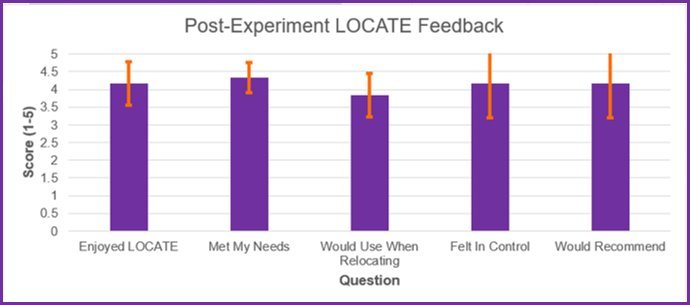 Post-Experiment LOCATE Feedback
Score (1-5)
5
4.5
4
3.5
3
2.5
2
1.5
1
0.5
0
Enjoyed LOCATE
Met My Needs
Would Use When
Relocating
Felt In Control
Would Recommend
Question